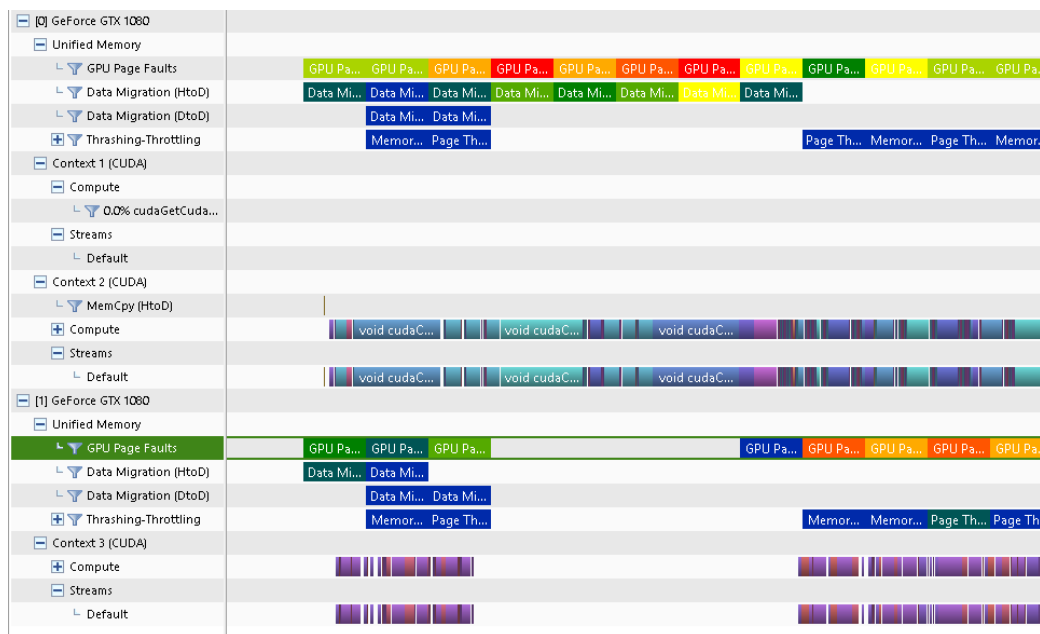 [0] GeForce GTX 1080
Unified Memory
GPU Page Faults GPU Pa... GPU Pa... GPU Pa... GPU Pa... GPU Pa... GPU Pa... GPU Pa... GPU Pa... GPU Pa... GPU Pa... GPU Pa... GPU Pa.
Data Migration (HtoD) Data Mi... Data Mi... Data Mi... Data Mi... Data Mi... Data Mi... Data Mi... Data Mi...
Data Migration (DtoD) Data Mi... Data Mi...
Thrashing-Throttling Memor... Page Th... Page Th... Memor... Page Th... Memor.
Context 1 (CUDA)
Compute
0.0% cudaGetCuda...
Streams
Default
Context 2 (CUDA)
MemCpy (HtoD)
Compute void cudaC... void cudaC... void cudaC...
Streams
Default void cudaC... void cudaC... void cudaC...
[1] GeForce GTX 1080
Unified Memory
GPU Page Faults GPU Pa... GPU Pa... GPU Pa... GPU Pa... GPU Pa... GPU Pa... GPU Pa... GPU Pa.
Data Migration (HtoD) Data Mi... Data Mi...
Data Migration (DtoD) Data Mi... Data Mi...
Thrashing-Throttling Memor... Page Th... Memor... Memor... Page Th... Page Th
Context 3 (CUDA)
Compute
Streams
Default